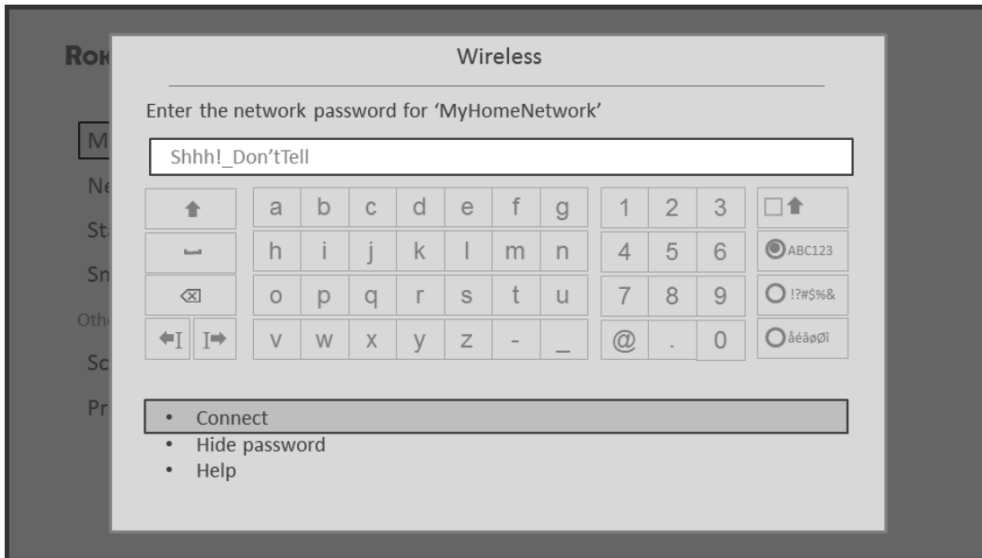 Wireless
Enter the network password for ‘MyHomeNetwork’
Shhh!_Don’tTell
a b c d e f g 1 2 3
h i j k l m n 4 5 6 ABC123
o p q r s t u 7 8 9 !?#$%&
v w x y z - _ @ . 0 åéâøØî
• Connect
• Hide password
• Help